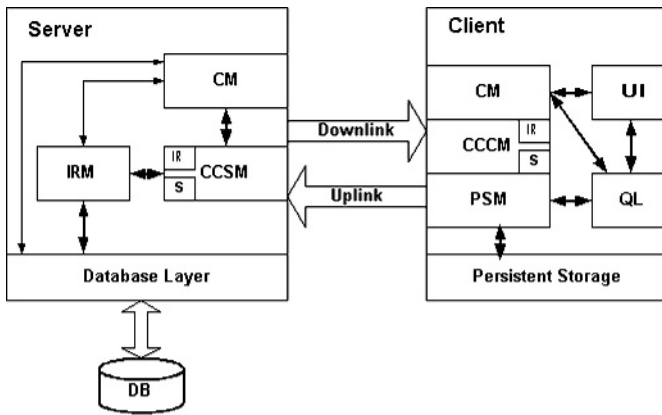 Server
CM
IR
S
CCSM
IRM
Database Layer
DB
Downlink
Uplink
Client
CM
UI
CCCM
IR
S
PSM
QL
Persistent Storage